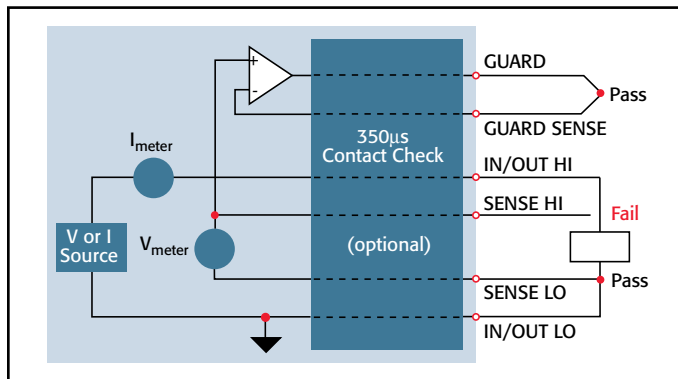 GUARD
Pass
GUARD SENSE
350µs
Contact Check
I meter
IN/OUT HI
SENSE HI
Fail
V or I
Source
V meter
(optional)
Pass
SENSE LO
IN/OUT LO
+
-